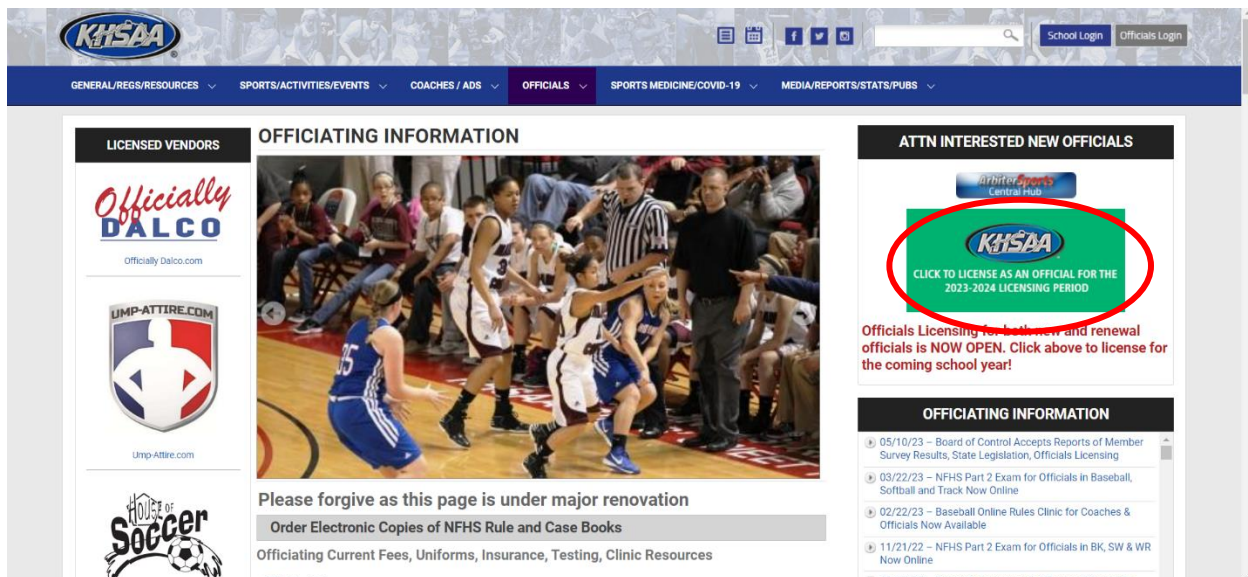 KHSAA
School Login
Officials Login
GENERAL/REGS/RESOURCES
SPORTS/ACTIVITIES/EVENTS
COACHES / ADS
OFFICIALS
SPORTS MEDICINE/COVID-19
MEDIA/REPORTS/STATS/PUBS
LICENSED VENDORS
Officially
DALCO
Officially Dalco.com
UMP-ATTIRE.COM
Ump-Attire.com
HOUSE OF
Soccer
OFFICIATING INFORMATION
35
3
Please forgive as this page is under major renovation
Order Electronic Copies of NFHS Rule and Case Books
Officiating Current Fees, Uniforms, Insurance, Testing, Clinic Resources
ATTN INTERESTED NEW OFFICIALS
ArbiterSports
Central Hub
KHSAA
CLICK TO LICENSE AS AN OFFICIAL FOR THE
2023-2024 LICENSING PERIOD
Officials Licensing for both new and renewal
officials is NOW OPEN. Click above to license for
the coming school year!
OFFICIATING INFORMATION
05/10/23 – Board of Control Accepts Reports of Member
Survey Results, State Legislation, Officials Licensing
03/22/23 – NFHS Part 2 Exam for Officials in Baseball,
Softball and Track Now Online
02/22/23 – Baseball Online Rules Clinic for Coaches &
Officials Now Available
11/21/22 – NFHS Part 2 Exam for Officials in BK, SW & WR
Now Online